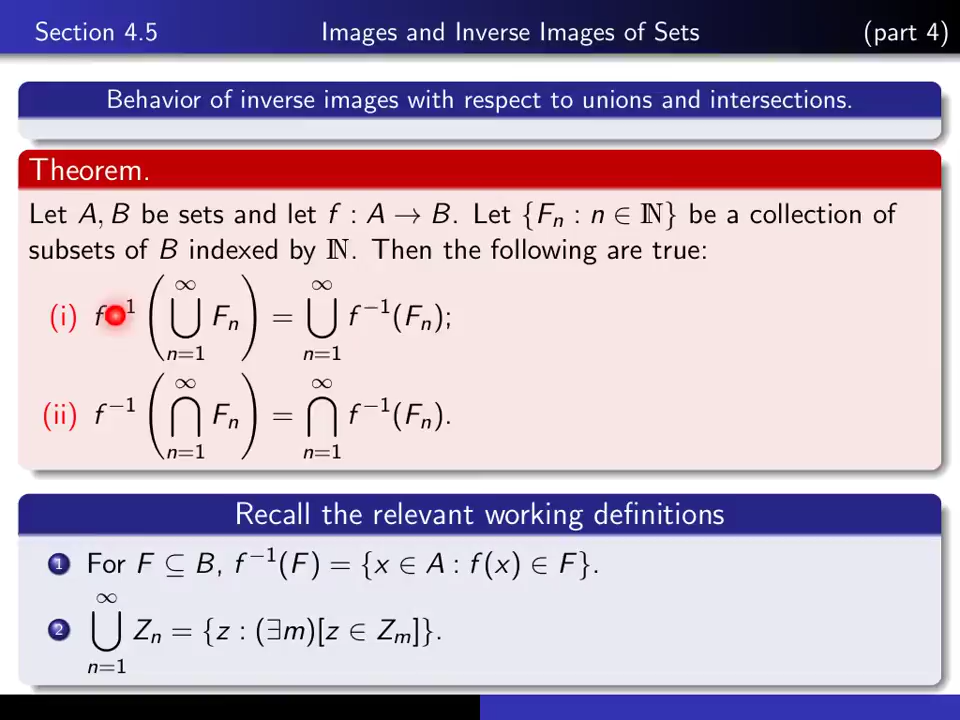 Section 4.5 Images and Inverse Images of Sets (part 4)
Behavior of inverse images with respect to unions and intersections.
Theorem.
Let A, B be sets and let f : A → B. Let {Fₙ : n ∈ ℕ} be a collection of
subsets of B indexed by ℕ. Then the following are true:
(i) f⁻¹ (⋃_{n=1}^{∞} Fₙ) = ⋃_{n=1}^{∞} f⁻¹(Fₙ);
(ii) f⁻¹ (⋂_{n=1}^{∞} Fₙ) = ⋂_{n=1}^{∞} f⁻¹(Fₙ).
Recall the relevant working definitions
1 For F ⊆ B, f⁻¹(F) = {x ∈ A : f(x) ∈ F}.
2 ⋃_{n=1}^{∞} Zₙ = {z : (∃m)[z ∈ Zₘ]}.